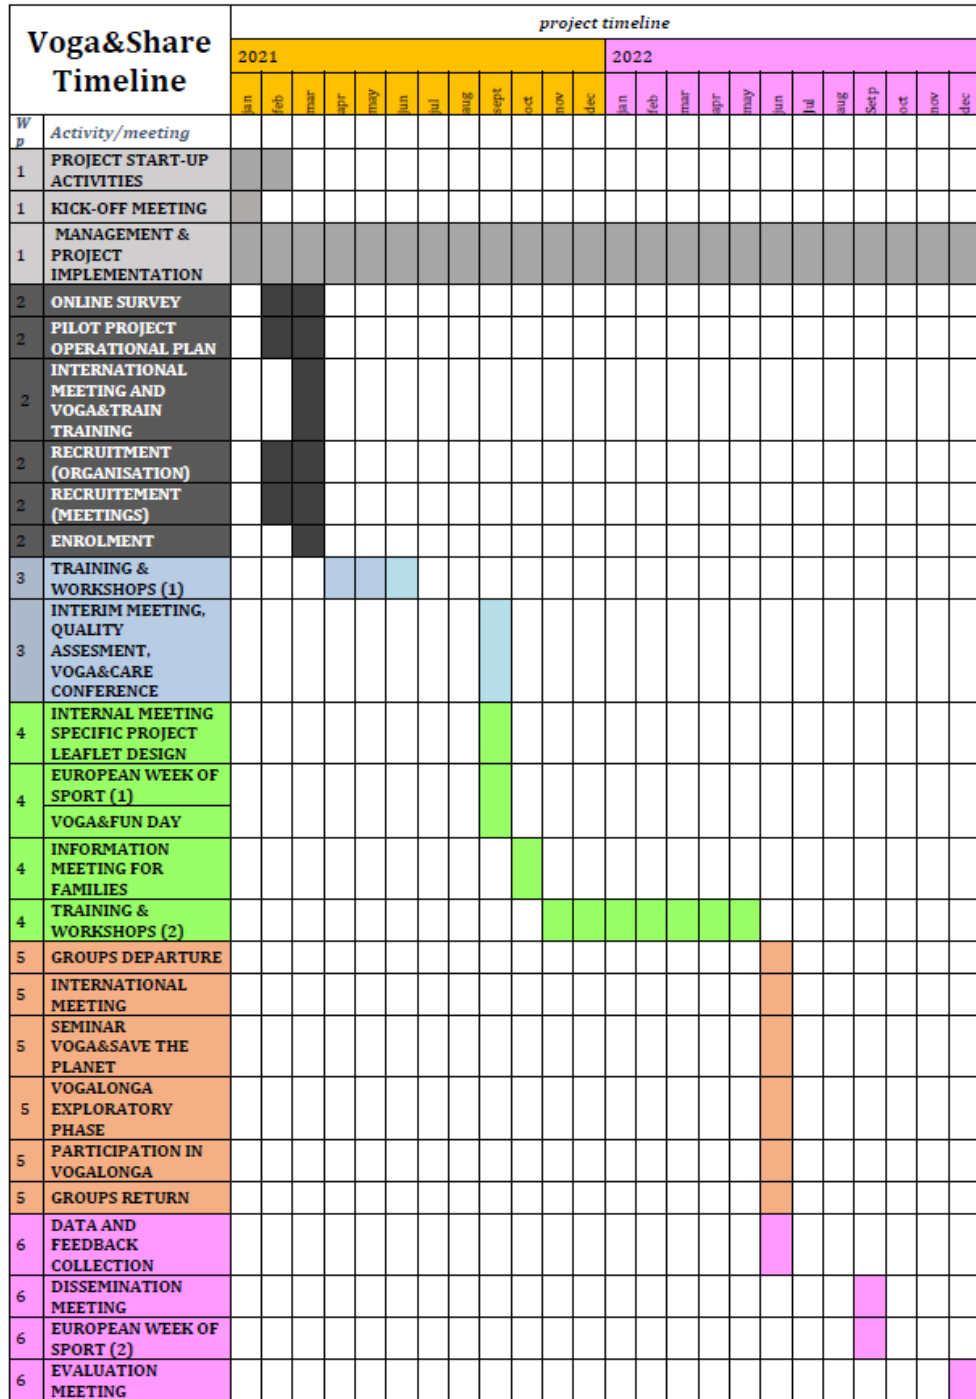 Voga&Share
Timeline
project timeline
2021
2022
jan feb mar apr may jun jul aug sept oct nov dec jan feb mar apr may jun Jul aug Setp oct nov dec
W
p
Activity/meeting
1
PROJECT START-UP
ACTIVITIES
1
KICK-OFF MEETING
1
MANAGEMENT &
PROJECT
IMPLEMENTATION
2
ONLINE SURVEY
2
PILOT PROJECT
OPERATIONAL PLAN
2
INTERNATIONAL
MEETING AND
VOGA&TRAIN
TRAINING
2
RECRUITMENT
(ORGANISATION)
2
RECRUITEMENT
(MEETINGS)
2
ENROLMENT
3
TRAINING &
WORKSHOPS (1)
3
INTERIM MEETING,
QUALITY
ASSESMENT,
VOGA&CARE
CONFERENCE
4
INTERNAL MEETING
SPECIFIC PROJECT
LEAFLET DESIGN
4
EUROPEAN WEEK OF
SPORT (1)
VOGA&FUN DAY
4
INFORMATION
MEETING FOR
FAMILIES
4
TRAINING &
WORKSHOPS (2)
5
GROUPS DEPARTURE
5
INTERNATIONAL
MEETING
5
SEMINAR
VOGA&SAVE THE
PLANET
5
VOGALONGA
EXPLORATORY
PHASE
5
PARTICIPATION IN
VOGALONGA
5
GROUPS RETURN
6
DATA AND
FEEDBACK
COLLECTION
6
DISSEMINATION
MEETING
6
EUROPEAN WEEK OF
SPORT (2)
6
EVALUATION
MEETING